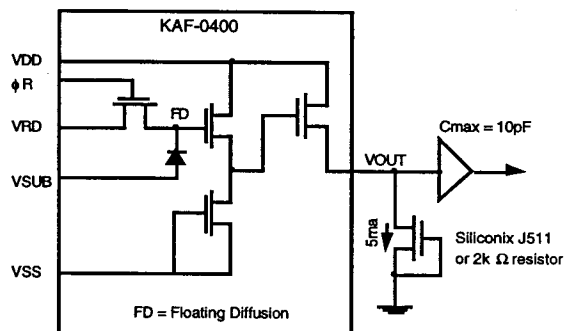 KAF-0400
VDD
ϕR
VRD
FD
VSUB
VSS
FD = Floating Diffusion
VOUT
Cmax = 10pF
5ma
Siliconix J511
or 2k Ω resistor